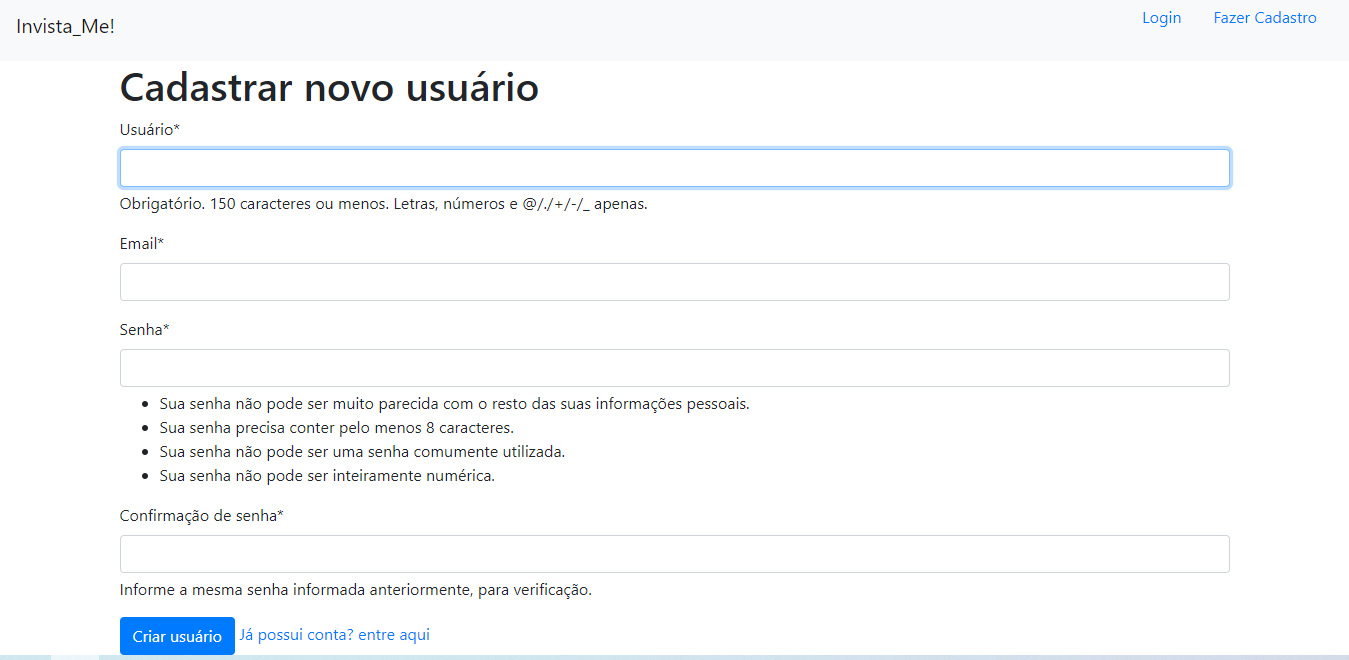 Invista_Me!
Login
Fazer Cadastro
Cadastrar novo usuário
Usuário*
Obrigatório. 150 caracteres ou menos. Letras, números e @/./+/-/_ apenas.
Email*
Senha*
Sua senha não pode ser muito parecida com o resto das suas informações pessoais.
Sua senha precisa conter pelo menos 8 caracteres.
Sua senha não pode ser uma senha comumente utilizada.
Sua senha não pode ser inteiramente numérica.
Confirmação de senha*
Informe a mesma senha informada anteriormente, para verificação.
Criar usuário Já possui conta? entre aqui